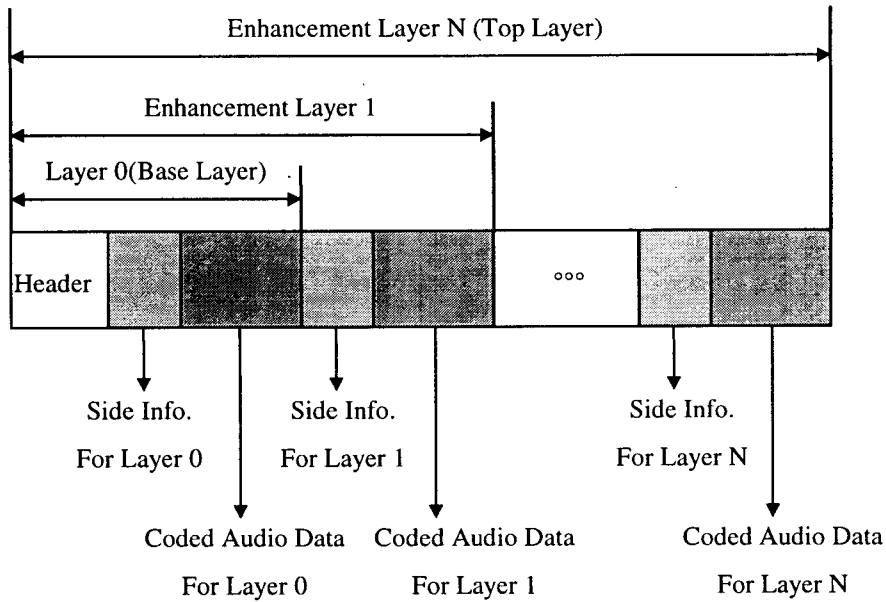 Enhancement Layer N (Top Layer)
Enhancement Layer 1
Layer 0(Base Layer)
Header
°°°
Side Info.
For Layer 0
Side Info.
For Layer 1
Side Info.
For Layer N
Coded Audio Data
For Layer 0
Coded Audio Data
For Layer 1
Coded Audio Data
For Layer N